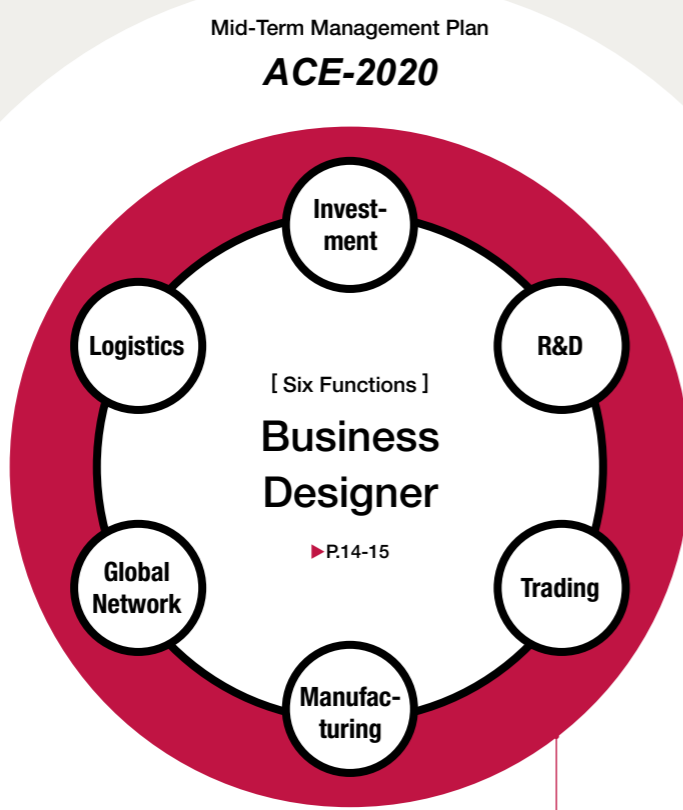 Mid-Term Management Plan
ACE-2020
Invest-
ment
Logistics
R&D
[ Six Functions ]
Business
Designer
▶P.14-15
Global
Network
Trading
Manufac-
turing